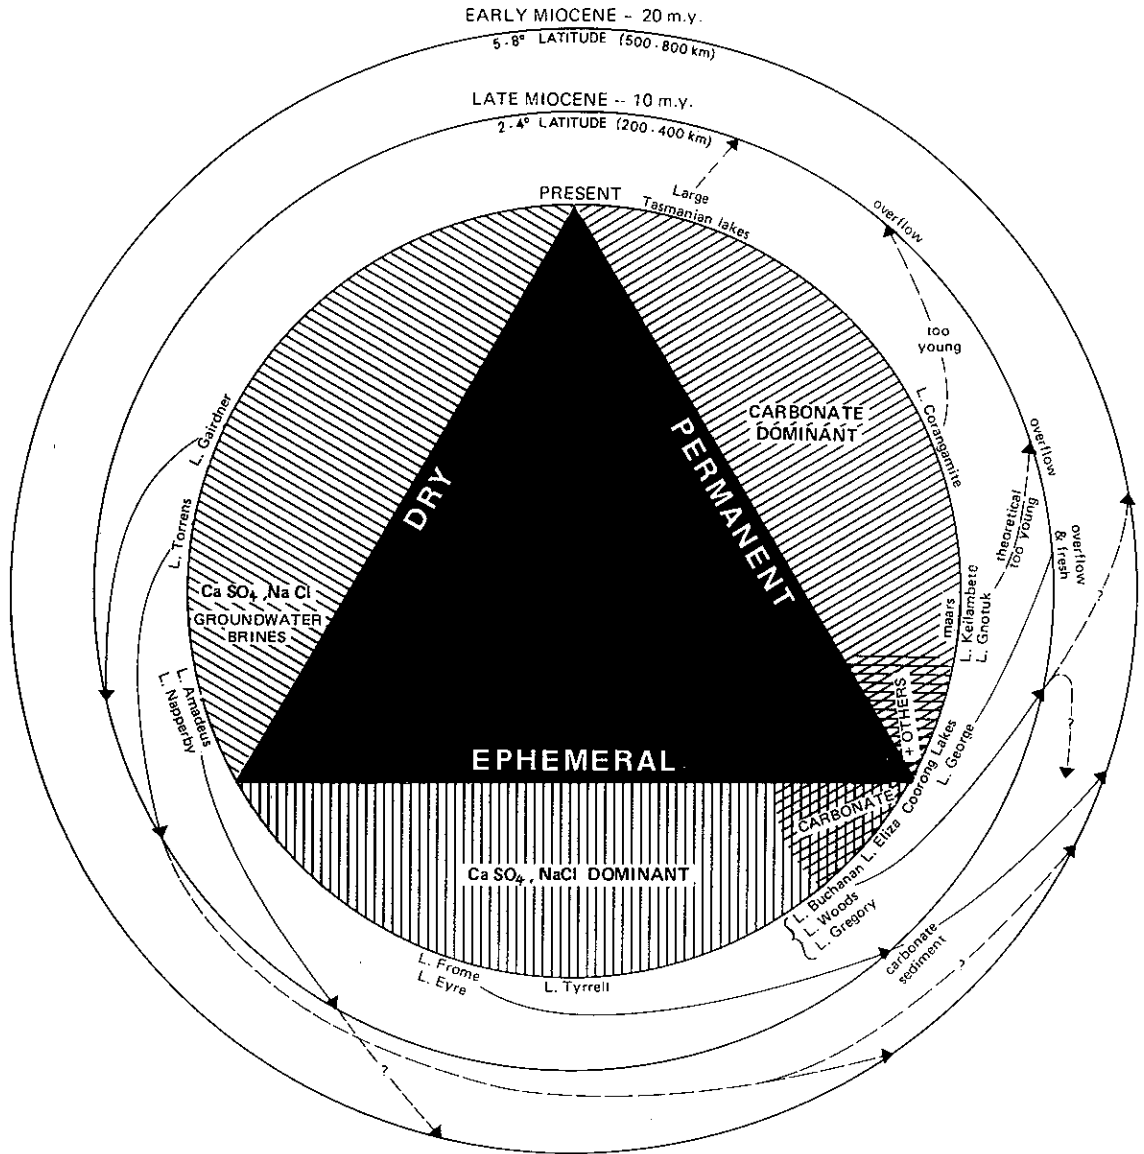 EARLY MIOCENE - 20 m.y.
5-8° LATITUDE (500-800 km)
LATE MIOCENE -- 10 m.y.
2-4° LATITUDE (200-400 km)
PRESENT
Large
Tasmanian lakes
overflow
too
young
L. Corangamite
CARBONATE
DOMINANT
PERMANENT
DRY
L. Gairdner
L. Torrens
Ca SO4, Na Cl
GROUNDWATER
BRINES
L. Amadeus
L. Napperby
overflow
theoretical
too young
overflow
& fresh
?
maars
L. Keilambete
L. Gnotuk
+ OTHERS
?
EPHEMERAL
CARBONATE
Coorong Lakes
L. George
L. Eliza
Ca SO4, NaCl DOMINANT
L. Buchanan
L. Woods
L. Gregory
carbonate
sediment
?
L. Frome
L. Eyre
L. Tyrrell
?